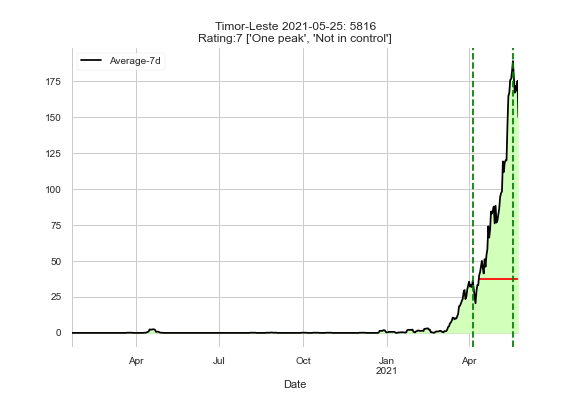 Timor-Leste 2021-05-25: 5816
Rating:7 ['One peak', 'Not in control']
Average-7d
175
150
125
100
75
50
25
0
Apr
Jul
Oct
Jan
2021
Apr
Date